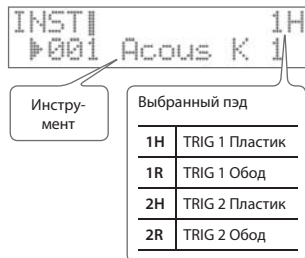 INST 1H
001 Acous K 1
Инстру-
мент
Выбранный пэд
1H TRIG 1 Пластик
1R TRIG 1 Обод
2H TRIG 2 Пластик
2R TRIG 2 Обод